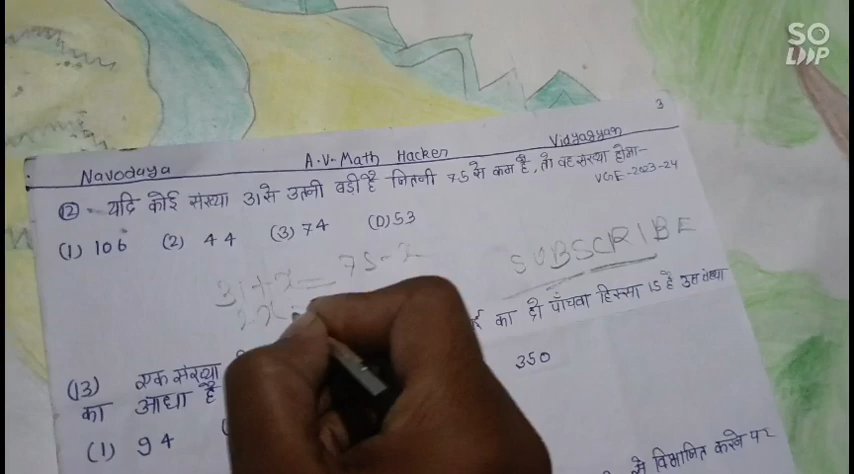 SO
LOOP
3
Navodaya A.V-Math Hacker Vidyagyan
(12) यदि कोई संख्या 31 से उतनी बड़ी है जितनी 75 से कम है, तो वह संख्या होगा-
VGE-2023-24
(1) 106 (2) 44 (3) 74 (D) 53
31+x = 75-x
2x =
SUBSCRIBE
(13) एक संख्या का दो पाँचवा हिस्सा 15 है उस संख्या
का आधा है
350
(1) 94
से विभाजित करने पर